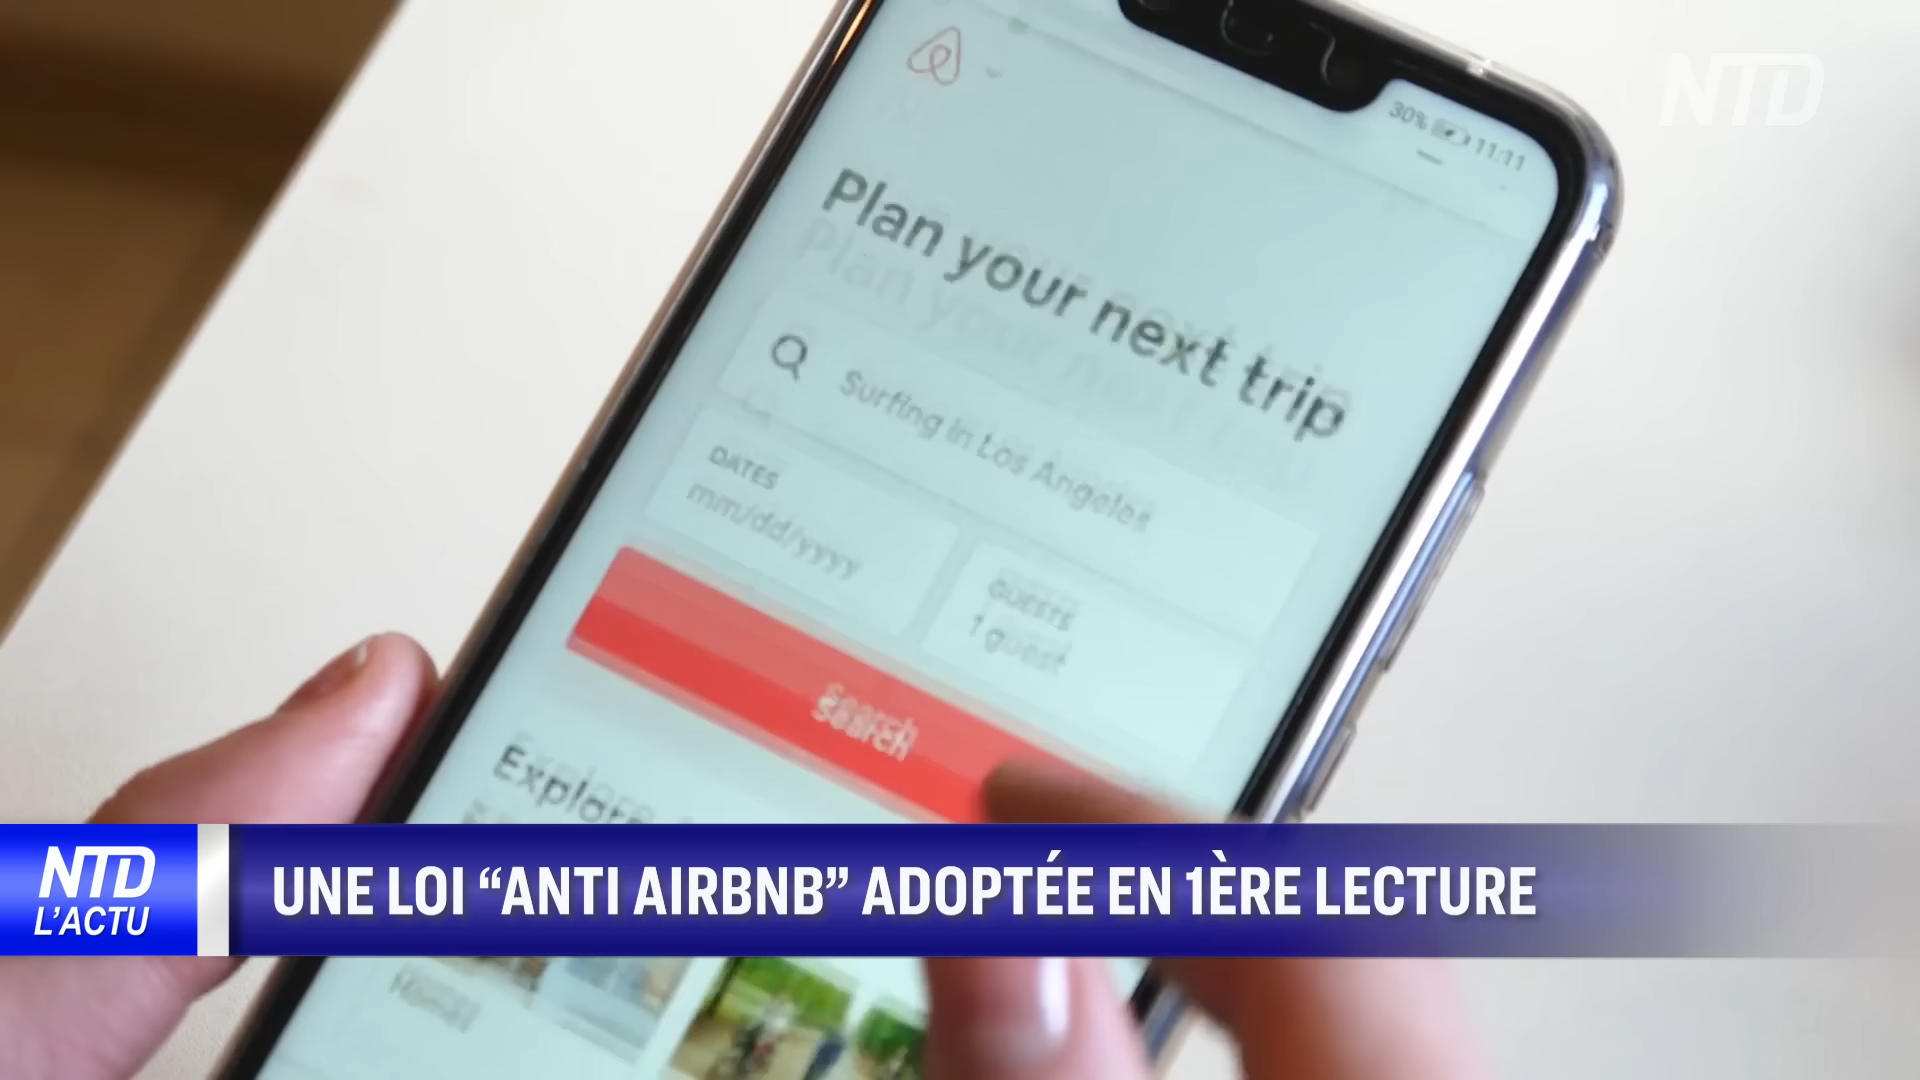 NTD
30% 11:11
Plan your next trip
Surfing in Los Angeles
DATES
mm/dd/yyyy
GUESTS
1 guest
Search
Explore
NTD
L'ACTU
UNE LOI “ANTI AIRBNB” ADOPTÉE EN 1ÈRE LECTURE